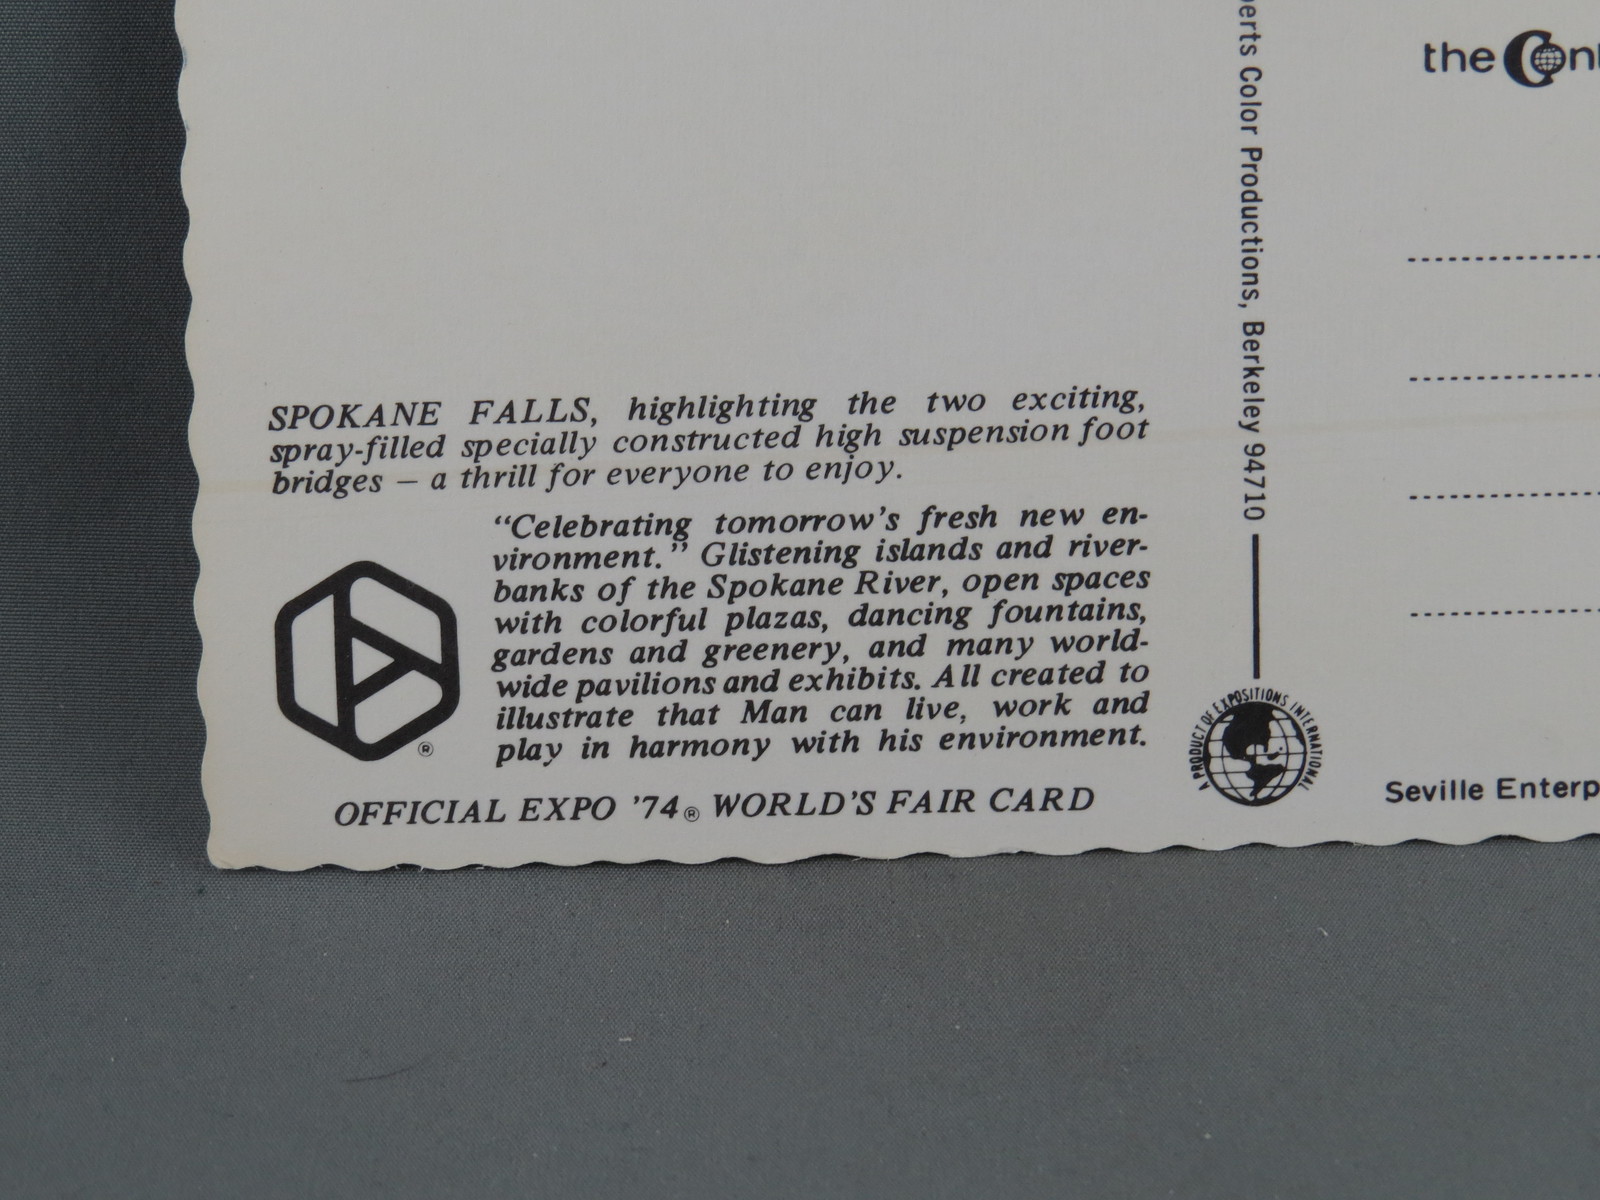 SPOKANE FALLS, highlighting the two exciting,
spray-filled specially constructed high suspension foot
bridges – a thrill for everyone to enjoy.
"Celebrating tomorrow's fresh new en-
vironment." Glistening islands and river-
banks of the Spokane River, open spaces
with colorful plazas, dancing fountains,
gardens and greenery, and many world-
wide pavilions and exhibits. All created to
illustrate that Man can live, work and
play in harmony with his environment.
®
OFFICIAL EXPO '74® WORLD'S FAIR CARD
Color Productions, Berkeley 94710
A PRODUCT OF EXPOSITIONS INTERNATIONAL
the
Seville